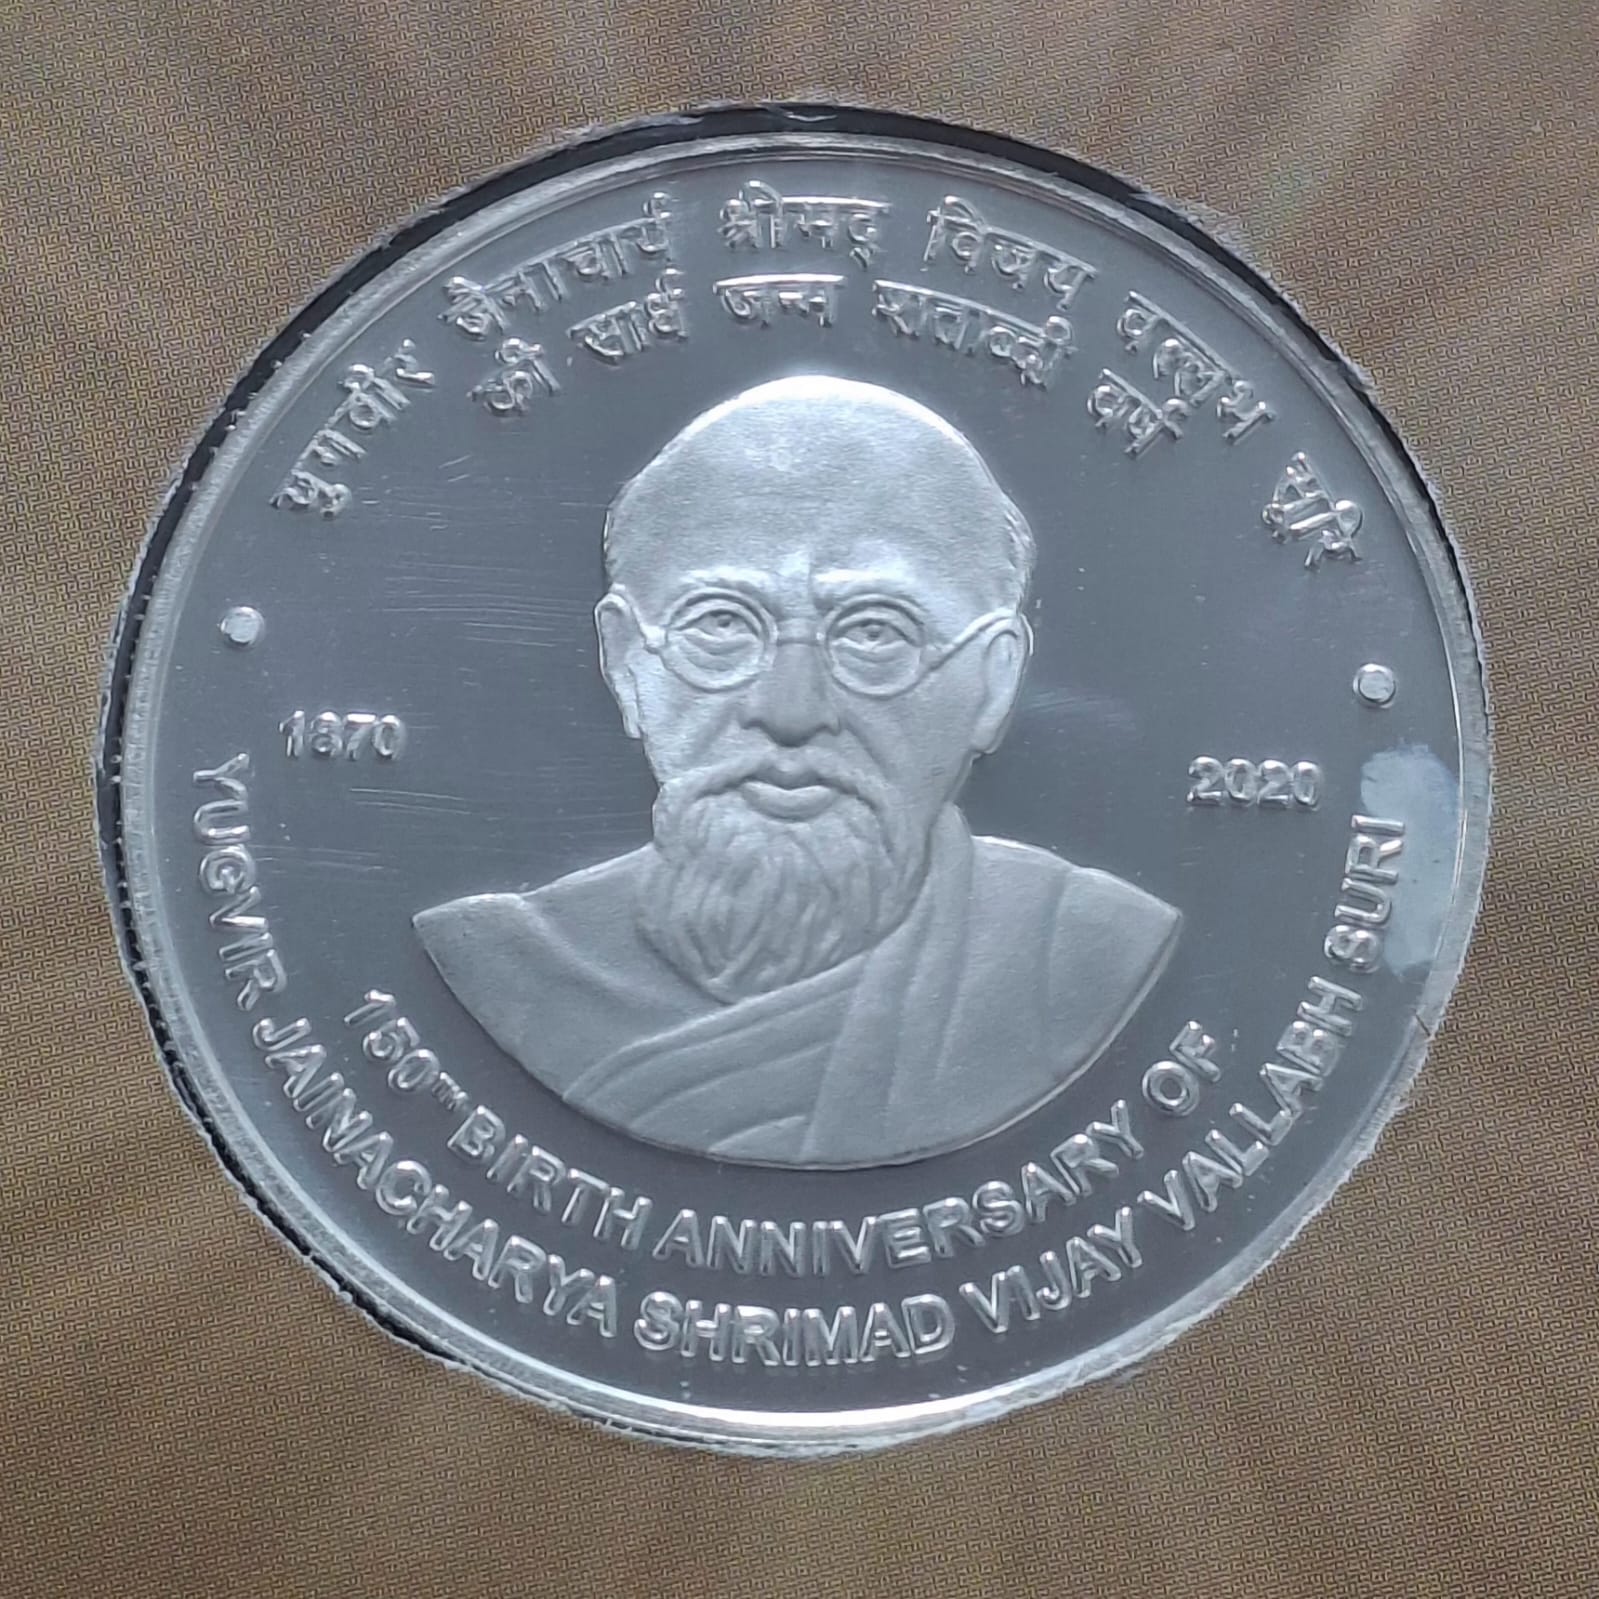 युगवीर जैनाचार्य श्रीमद् विजय वल्लभ सूरि
की सार्ध जन्म शताब्दी वर्ष
1870
2020
150TH BIRTH ANNIVERSARY OF
YUGVIR JAINACHARYA SHRIMAD VIJAY VALLABH SURI